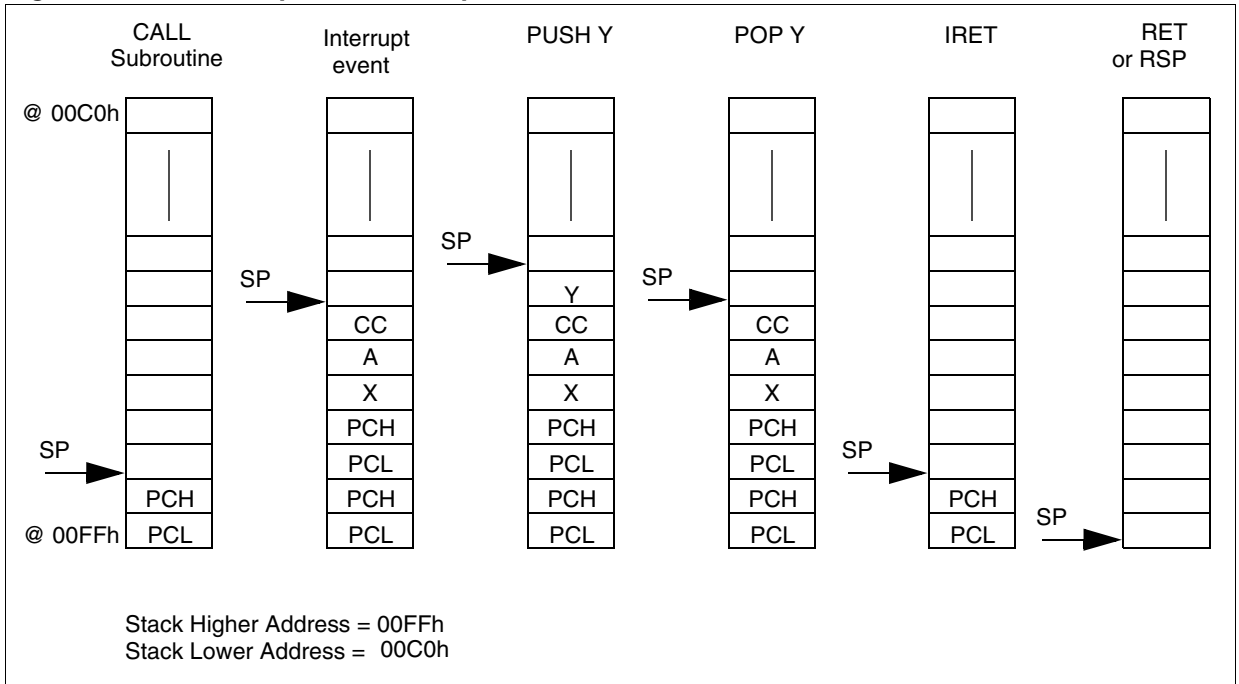 CALL
Subroutine
Interrupt
event
PUSH Y
POP Y
IRET
RET
or RSP
@ 00C0h
SP
SP
SP
Y
CC
CC
CC
A
A
A
X
X
X
PCH
PCH
PCH
SP
SP
PCL
PCL
PCL
PCH
PCH
PCH
PCH
PCH
SP
@ 00FFh
PCL
PCL
PCL
PCL
PCL
Stack Higher Address = 00FFh
Stack Lower Address = 00C0h